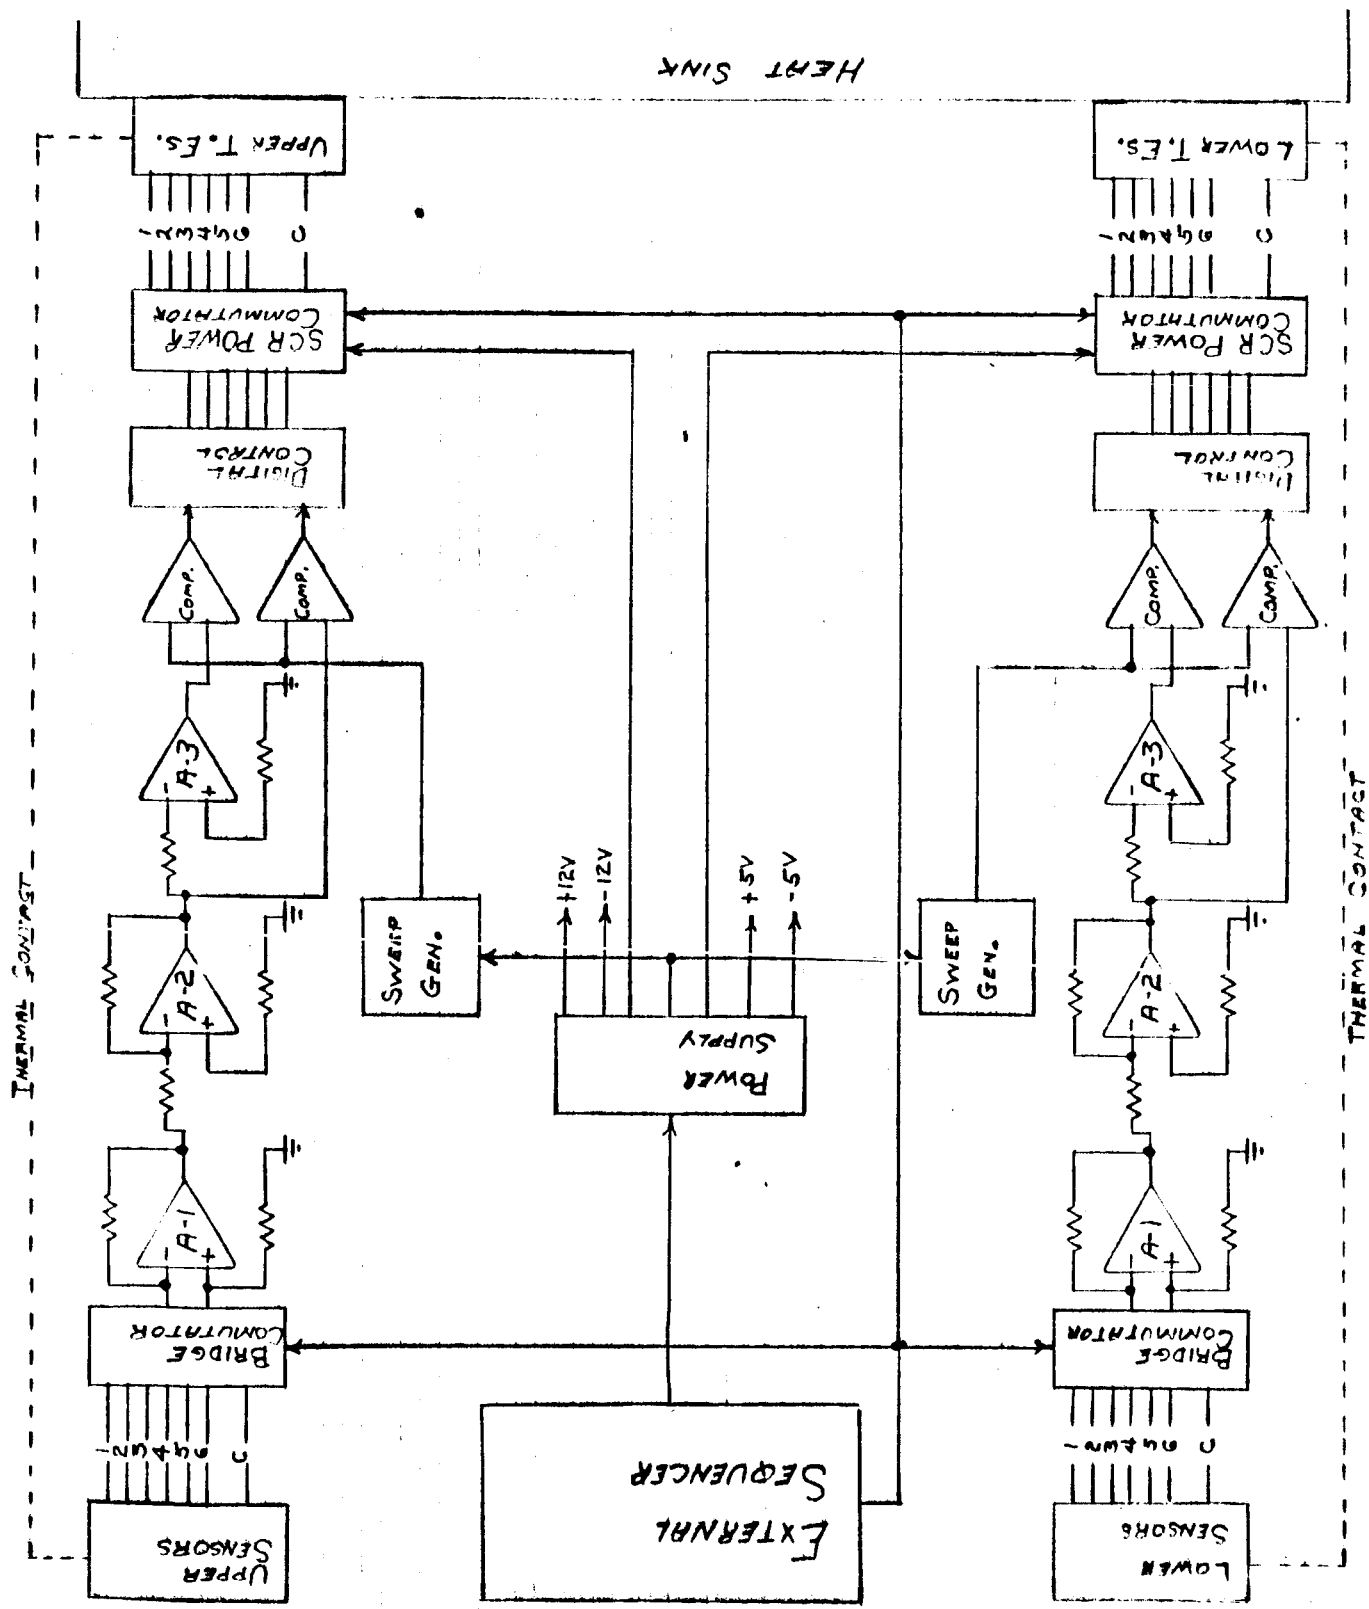 HEAT SINK
UPPER T.ES.
LOWER T.ES.
1
2
3
4
5
6
C
1
2
3
4
5
6
C
SCR POWER
COMMUTATOR
SCR POWER
COMMUTATOR
DIGITAL
CONTROL
DIGITAL
CONTROL
COMP.
COMP.
COMP.
COMP.
A-3
-
+
A-3
-
+
+12V
-12V
+5V
-5V
SWEEP
GEN.
SWEEP
GEN.
A-2
-
+
A-2
-
+
THERMAL CONTACT
THERMAL CONTACT
POWER
SUPPLY
A-1
-
+
A-1
-
+
BRIDGE
COMUTATOR
BRIDGE
COMMUTATOR
1
2
3
4
5
6
C
1
2
3
4
5
6
C
UPPER
SENSORS
EXTERNAL
SEQUENCER
LOWER
SENSORS